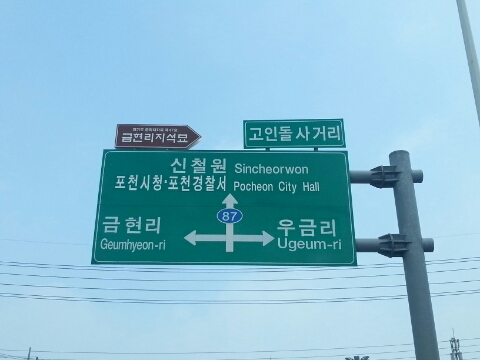 금현리지석묘
고인돌사거리
신철원 Sincheorwon
포천시청·포천경찰서 Pocheon City Hall
87
금현리
Geumhyeon-ri
우금리
Ugeum-ri